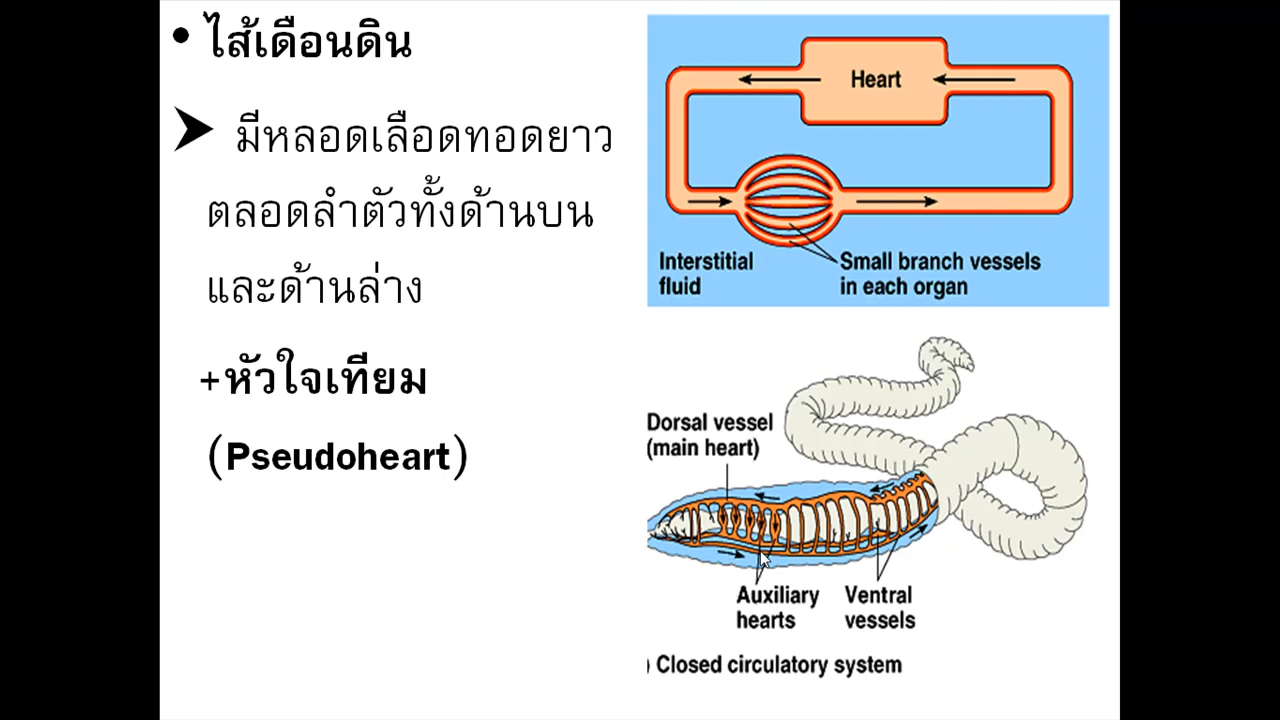 • ไส้เดือนดิน
➤ มีหลอดเลือดทอดยาว
ตลอดลำตัวทั้งด้านบน
และด้านล่าง
+หัวใจเทียม
(Pseudoheart)
Heart
Interstitial
fluid
Small branch vessels
in each organ
Dorsal vessel
(main heart)
Auxiliary
hearts
Ventral
vessels
) Closed circulatory system